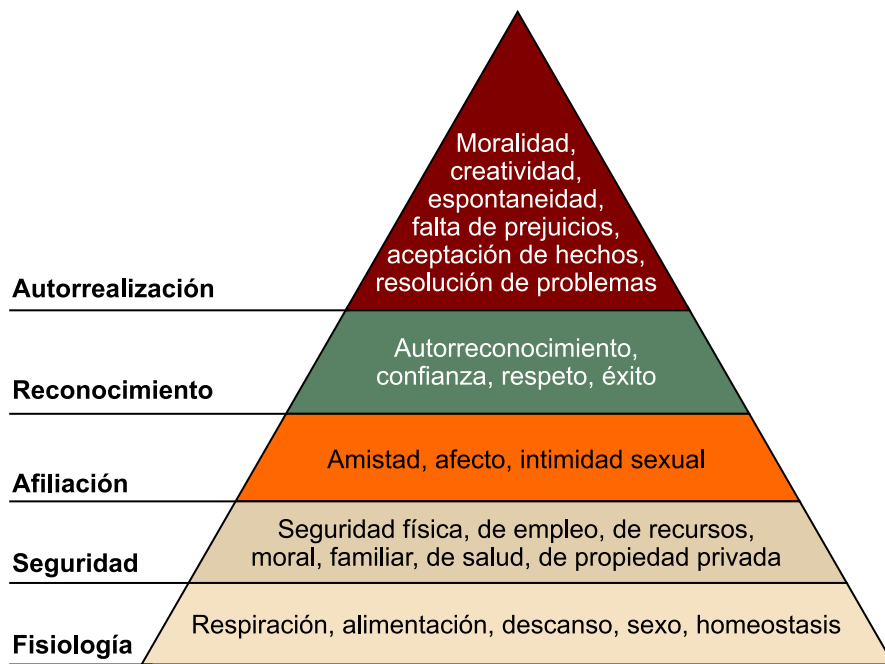 Moralidad,
creatividad,
espontaneidad,
falta de prejuicios,
aceptación de hechos,
resolución de problemas
Autorrealización
Autorreconocimiento,
confianza, respeto, éxito
Reconocimiento
Amistad, afecto, intimidad sexual
Afiliación
Seguridad física, de empleo, de recursos,
moral, familiar, de salud, de propiedad privada
Seguridad
Respiración, alimentación, descanso, sexo, homeostasis
Fisiología